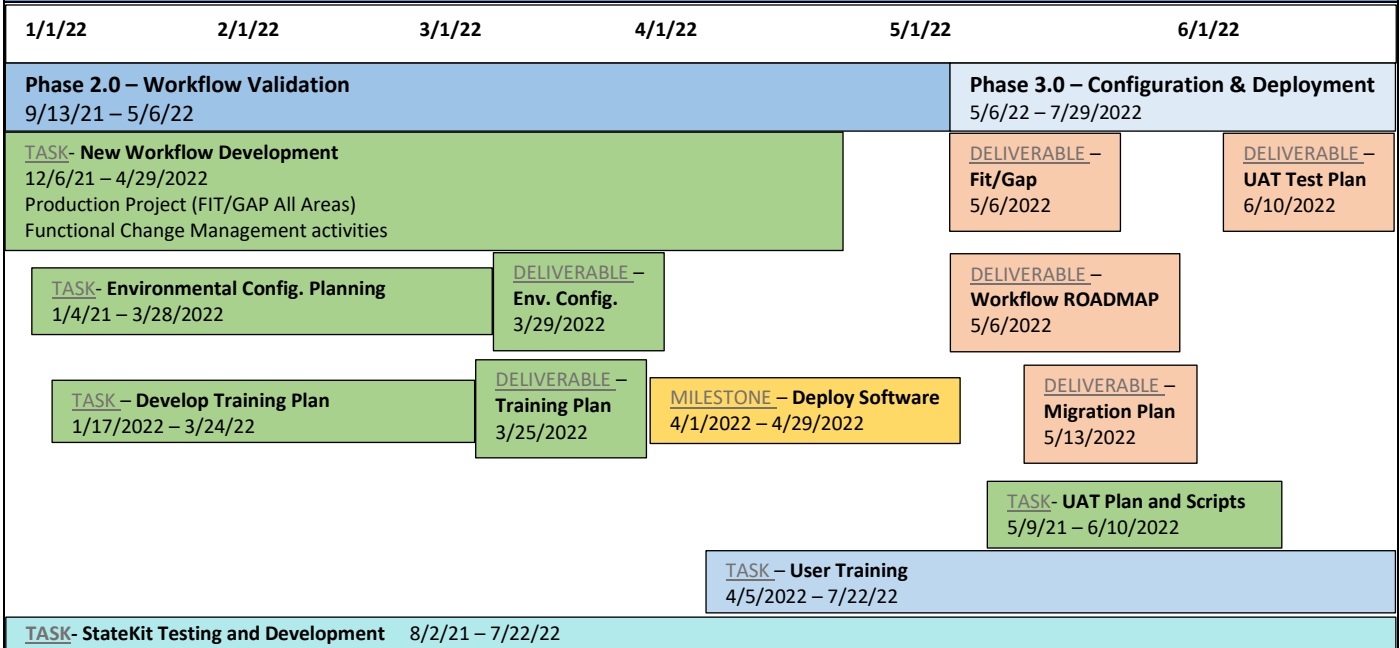 1/1/22 2/1/22 3/1/22 4/1/22 5/1/22 6/1/22
Phase 2.0 – Workflow Validation
9/13/21 – 5/6/22
Phase 3.0 – Configuration & Deployment
5/6/22 – 7/29/2022
TASK- New Workflow Development
12/6/21 – 4/29/2022
Production Project (FIT/GAP All Areas)
Functional Change Management activities
DELIVERABLE –
Fit/Gap
5/6/2022
DELIVERABLE –
UAT Test Plan
6/10/2022
TASK- Environmental Config. Planning
1/4/21 – 3/28/2022
DELIVERABLE –
Env. Config.
3/29/2022
DELIVERABLE –
Workflow ROADMAP
5/6/2022
TASK – Develop Training Plan
1/17/2022 – 3/24/22
DELIVERABLE –
Training Plan
3/25/2022
MILESTONE – Deploy Software
4/1/2022 – 4/29/2022
DELIVERABLE –
Migration Plan
5/13/2022
TASK- UAT Plan and Scripts
5/9/21 – 6/10/2022
TASK – User Training
4/5/2022 – 7/22/22
TASK- StateKit Testing and Development 8/2/21 – 7/22/22